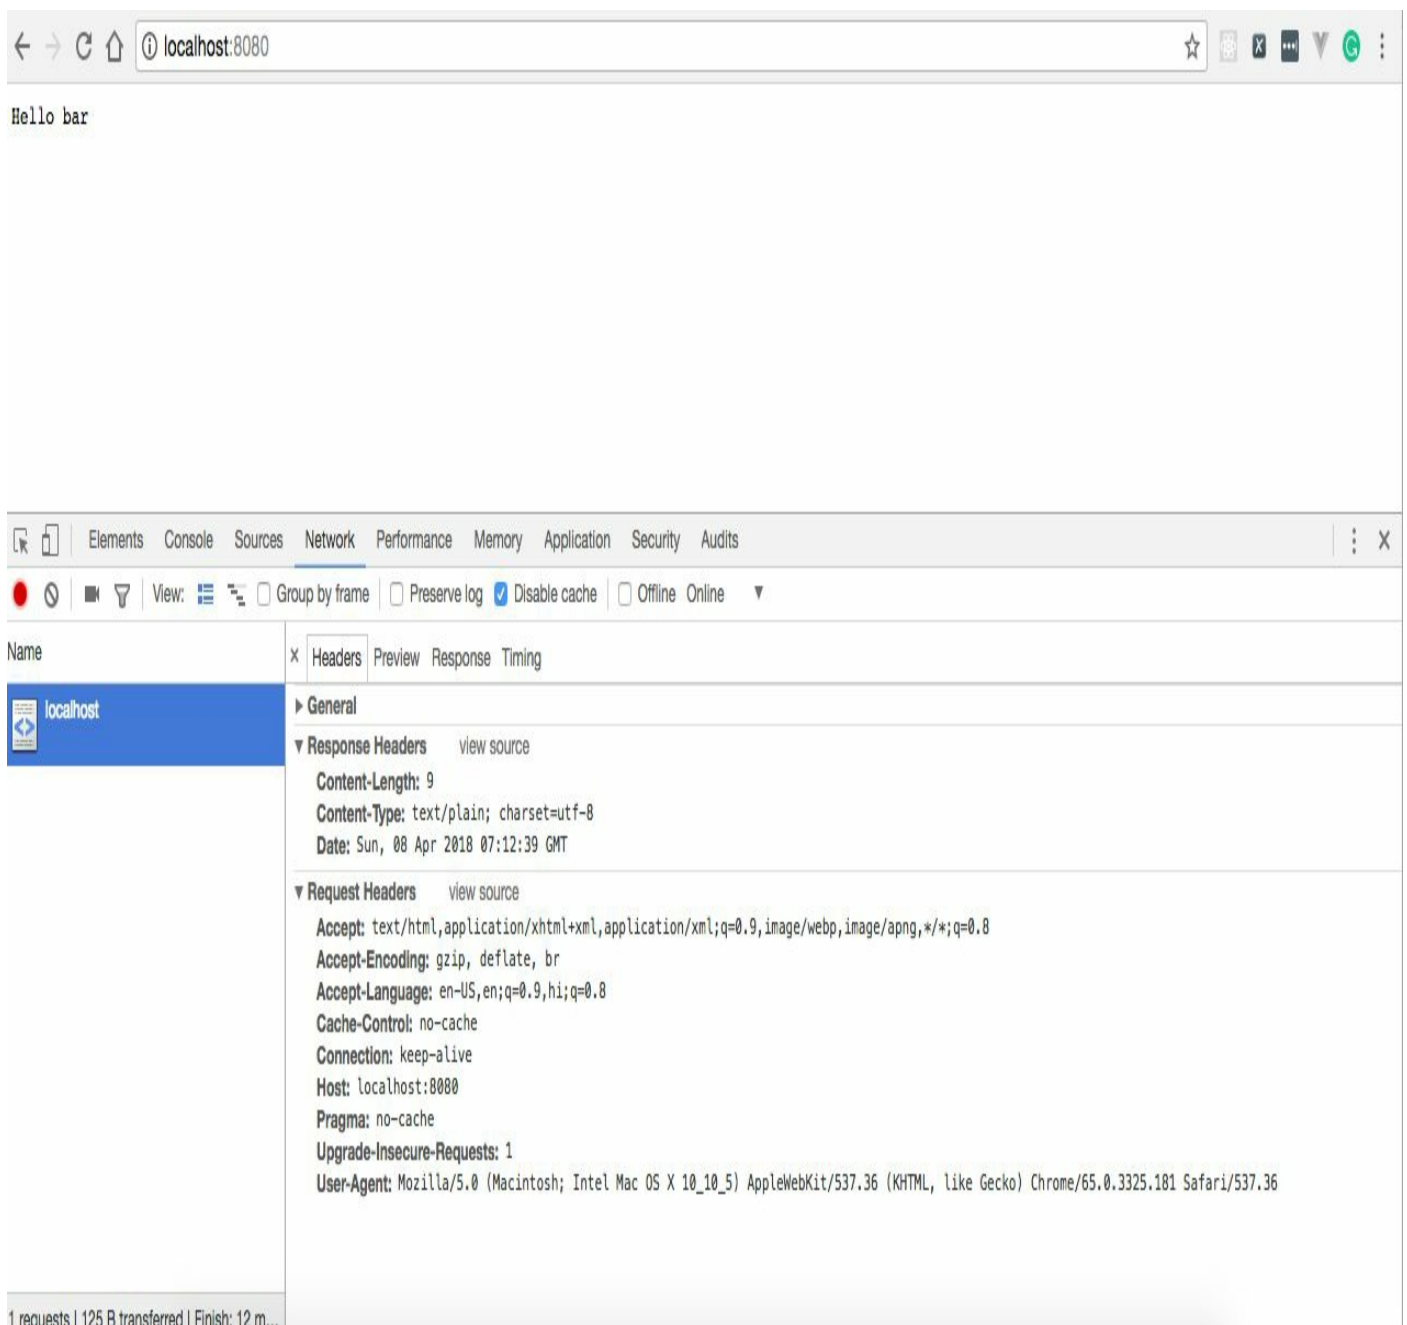 localhost:8080
Hello bar
Elements Console Sources Network Performance Memory Application Security Audits
View: Group by frame Preserve log Disable cache Offline Online
Name
Headers Preview Response Timing
localhost
General
Response Headers view source
Content-Length: 9
Content-Type: text/plain; charset=utf-8
Date: Sun, 08 Apr 2018 07:12:39 GMT
Request Headers view source
Accept: text/html,application/xhtml+xml,application/xml;q=0.9,image/webp,image/apng,*/*;q=0.8
Accept-Encoding: gzip, deflate, br
Accept-Language: en-US,en;q=0.9,hi;q=0.8
Cache-Control: no-cache
Connection: keep-alive
Host: localhost:8080
Pragma: no-cache
Upgrade-Insecure-Requests: 1
User-Agent: Mozilla/5.0 (Macintosh; Intel Mac OS X 10_10_5) AppleWebKit/537.36 (KHTML, like Gecko) Chrome/65.0.3325.181 Safari/537.36
1 requests | 125 B transferred | Finish: 12 m...